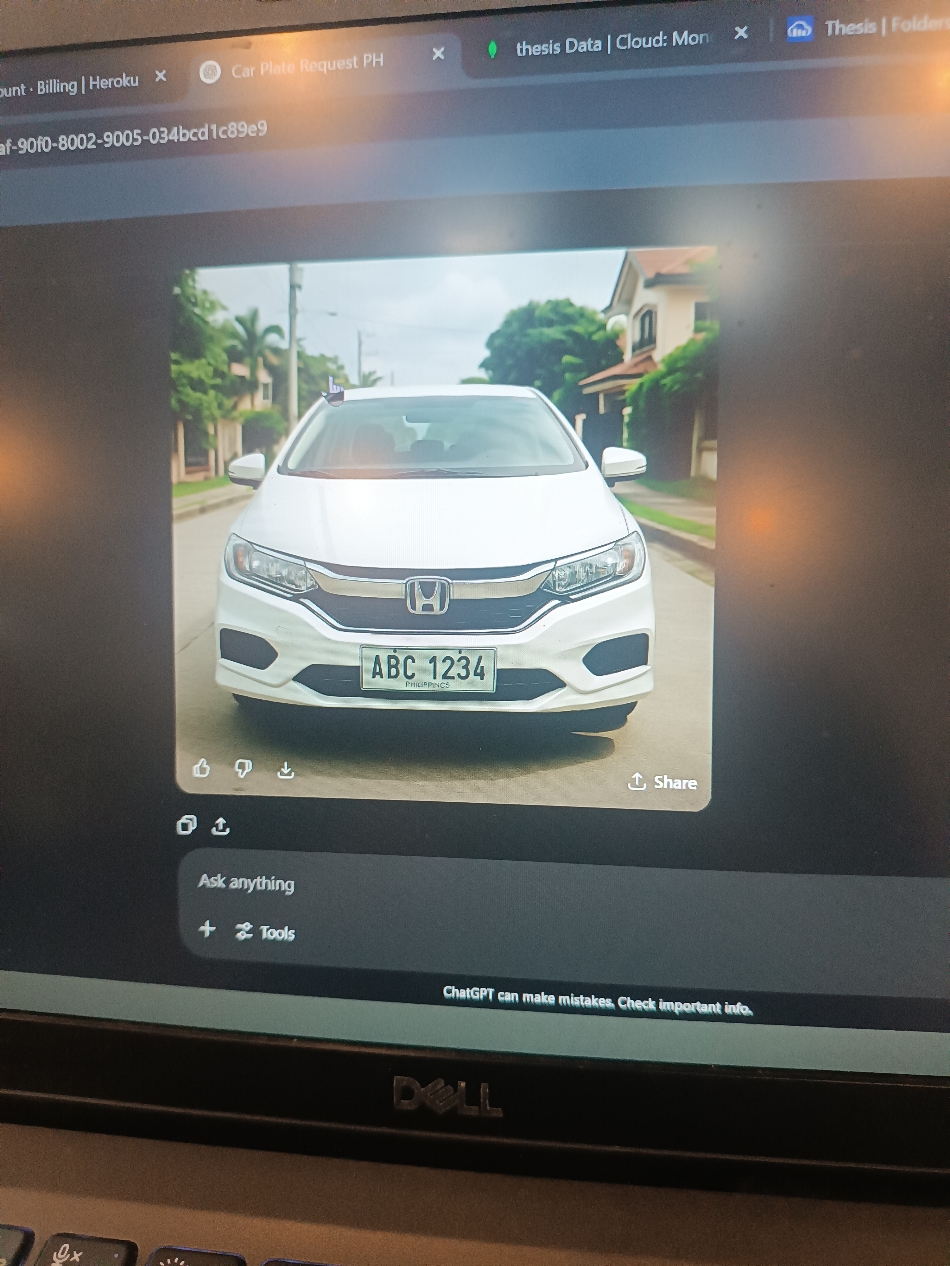 ount · Billing | Heroku
Car Plate Request PH
thesis Data | Cloud: Mon
Thesis | Folder
af-90f0-8002-9005-034bcd1c89e9
ABC 1234
PHILIPPINES
Share
Ask anything
Tools
ChatGPT can make mistakes. Check important info.
DELL